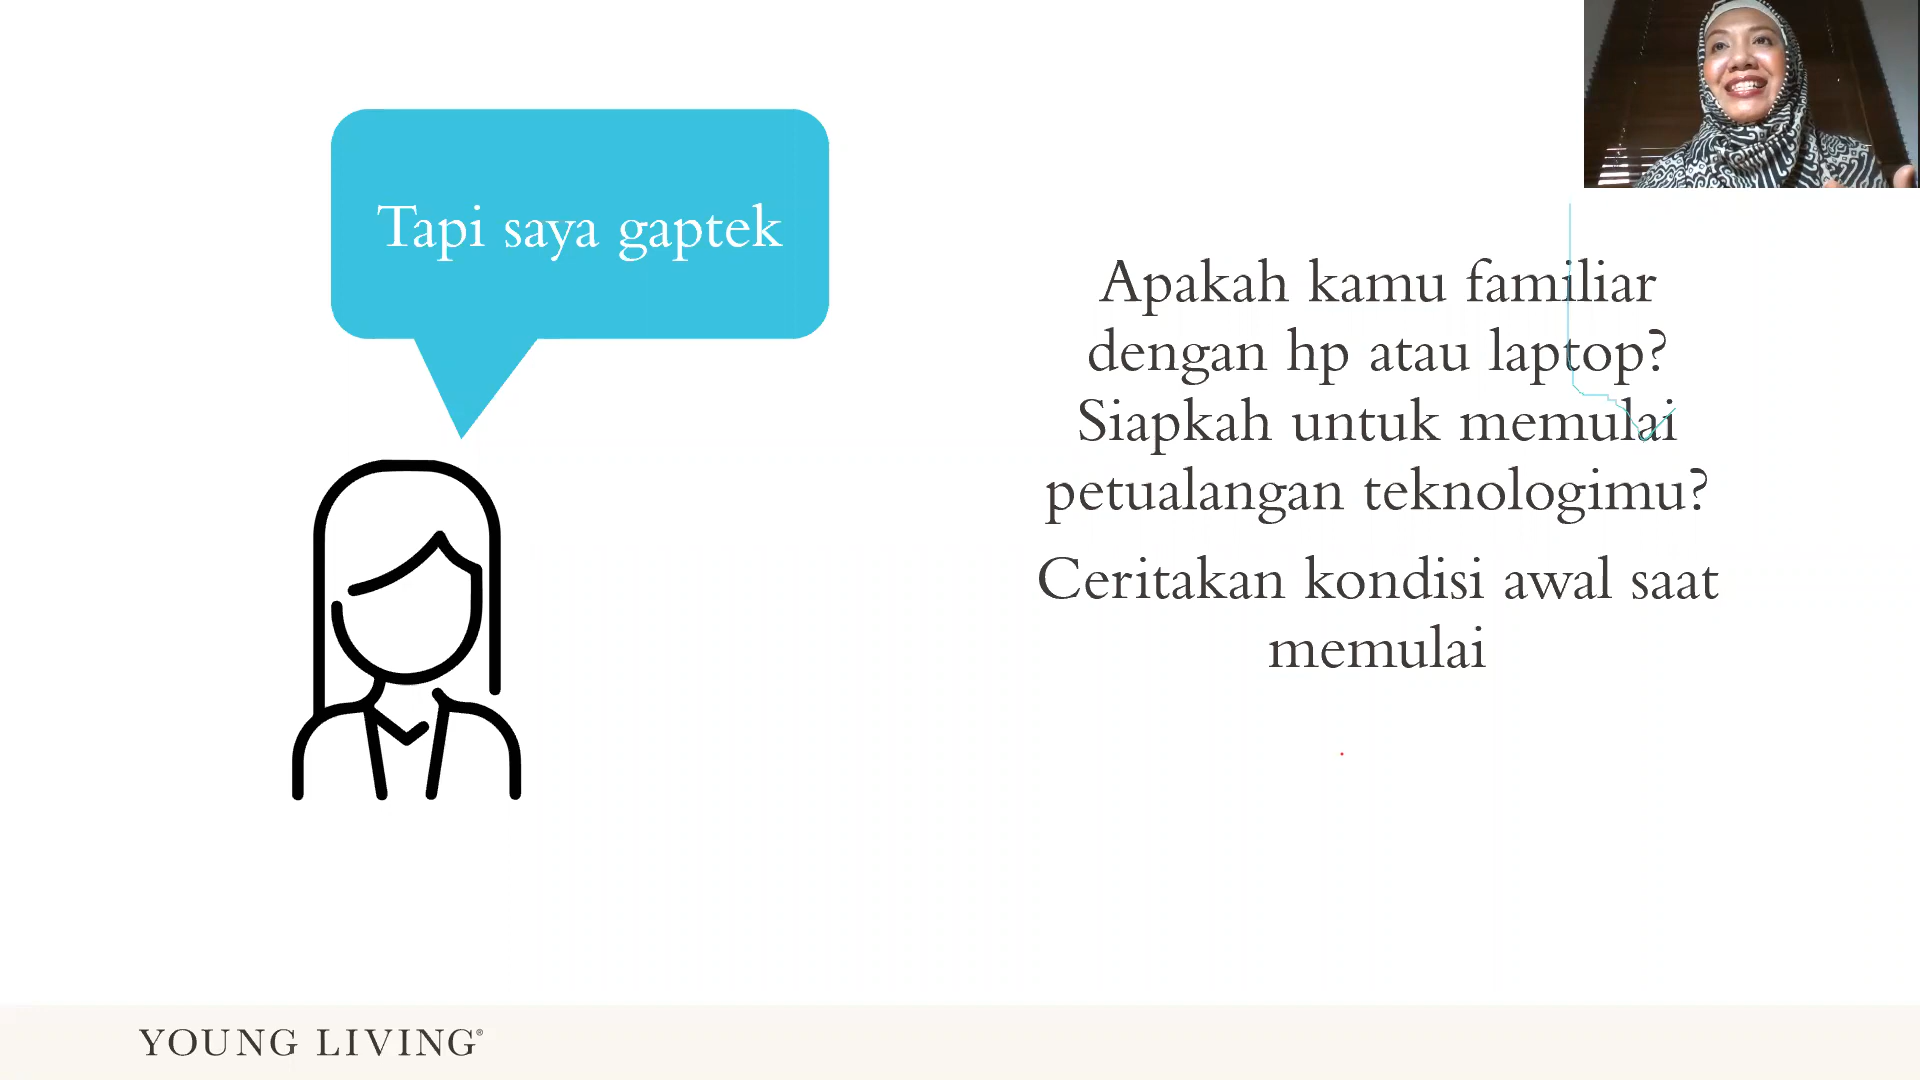 Tapi saya gaptek
Apakah kamu familiar
dengan hp atau laptop?
Siapkah untuk memulai
petualangan teknologimu?
Ceritakan kondisi awal saat
memulai
YOUNG LIVING®